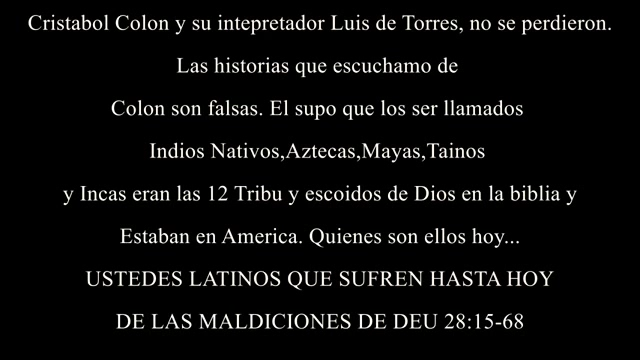 Cristabol Colon y su intepretador Luis de Torres, no se perdieron.
Las historias que escuchamo de
Colon son falsas. El supo que los ser llamados
Indios Nativos,Aztecas,Mayas,Tainos
y Incas eran las 12 Tribu y escoidos de Dios en la biblia y
Estaban en America. Quienes son ellos hoy...
USTEDES LATINOS QUE SUFREN HASTA HOY
DE LAS MALDICIONES DE DEU 28:15-68